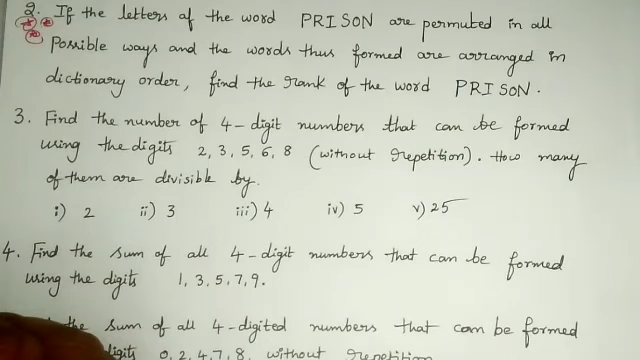 2. If the letters of the word PRISON are permuted in all
Possible ways and the words thus formed are arranged in
dictionary order, find the rank of the word PRISON.
3. Find the number of 4-digit numbers that can be formed
using the digits 2, 3, 5, 6, 8 (without repetition). How many
of them are divisible by.
i) 2 ii) 3 iii) 4 iv) 5 v) 25
4. Find the sum of all 4-digit numbers that can be formed
using the digits 1, 3, 5, 7, 9.
the sum of all 4-digited numbers that can be formed
digits 0, 2, 4, 7, 8, without repetition